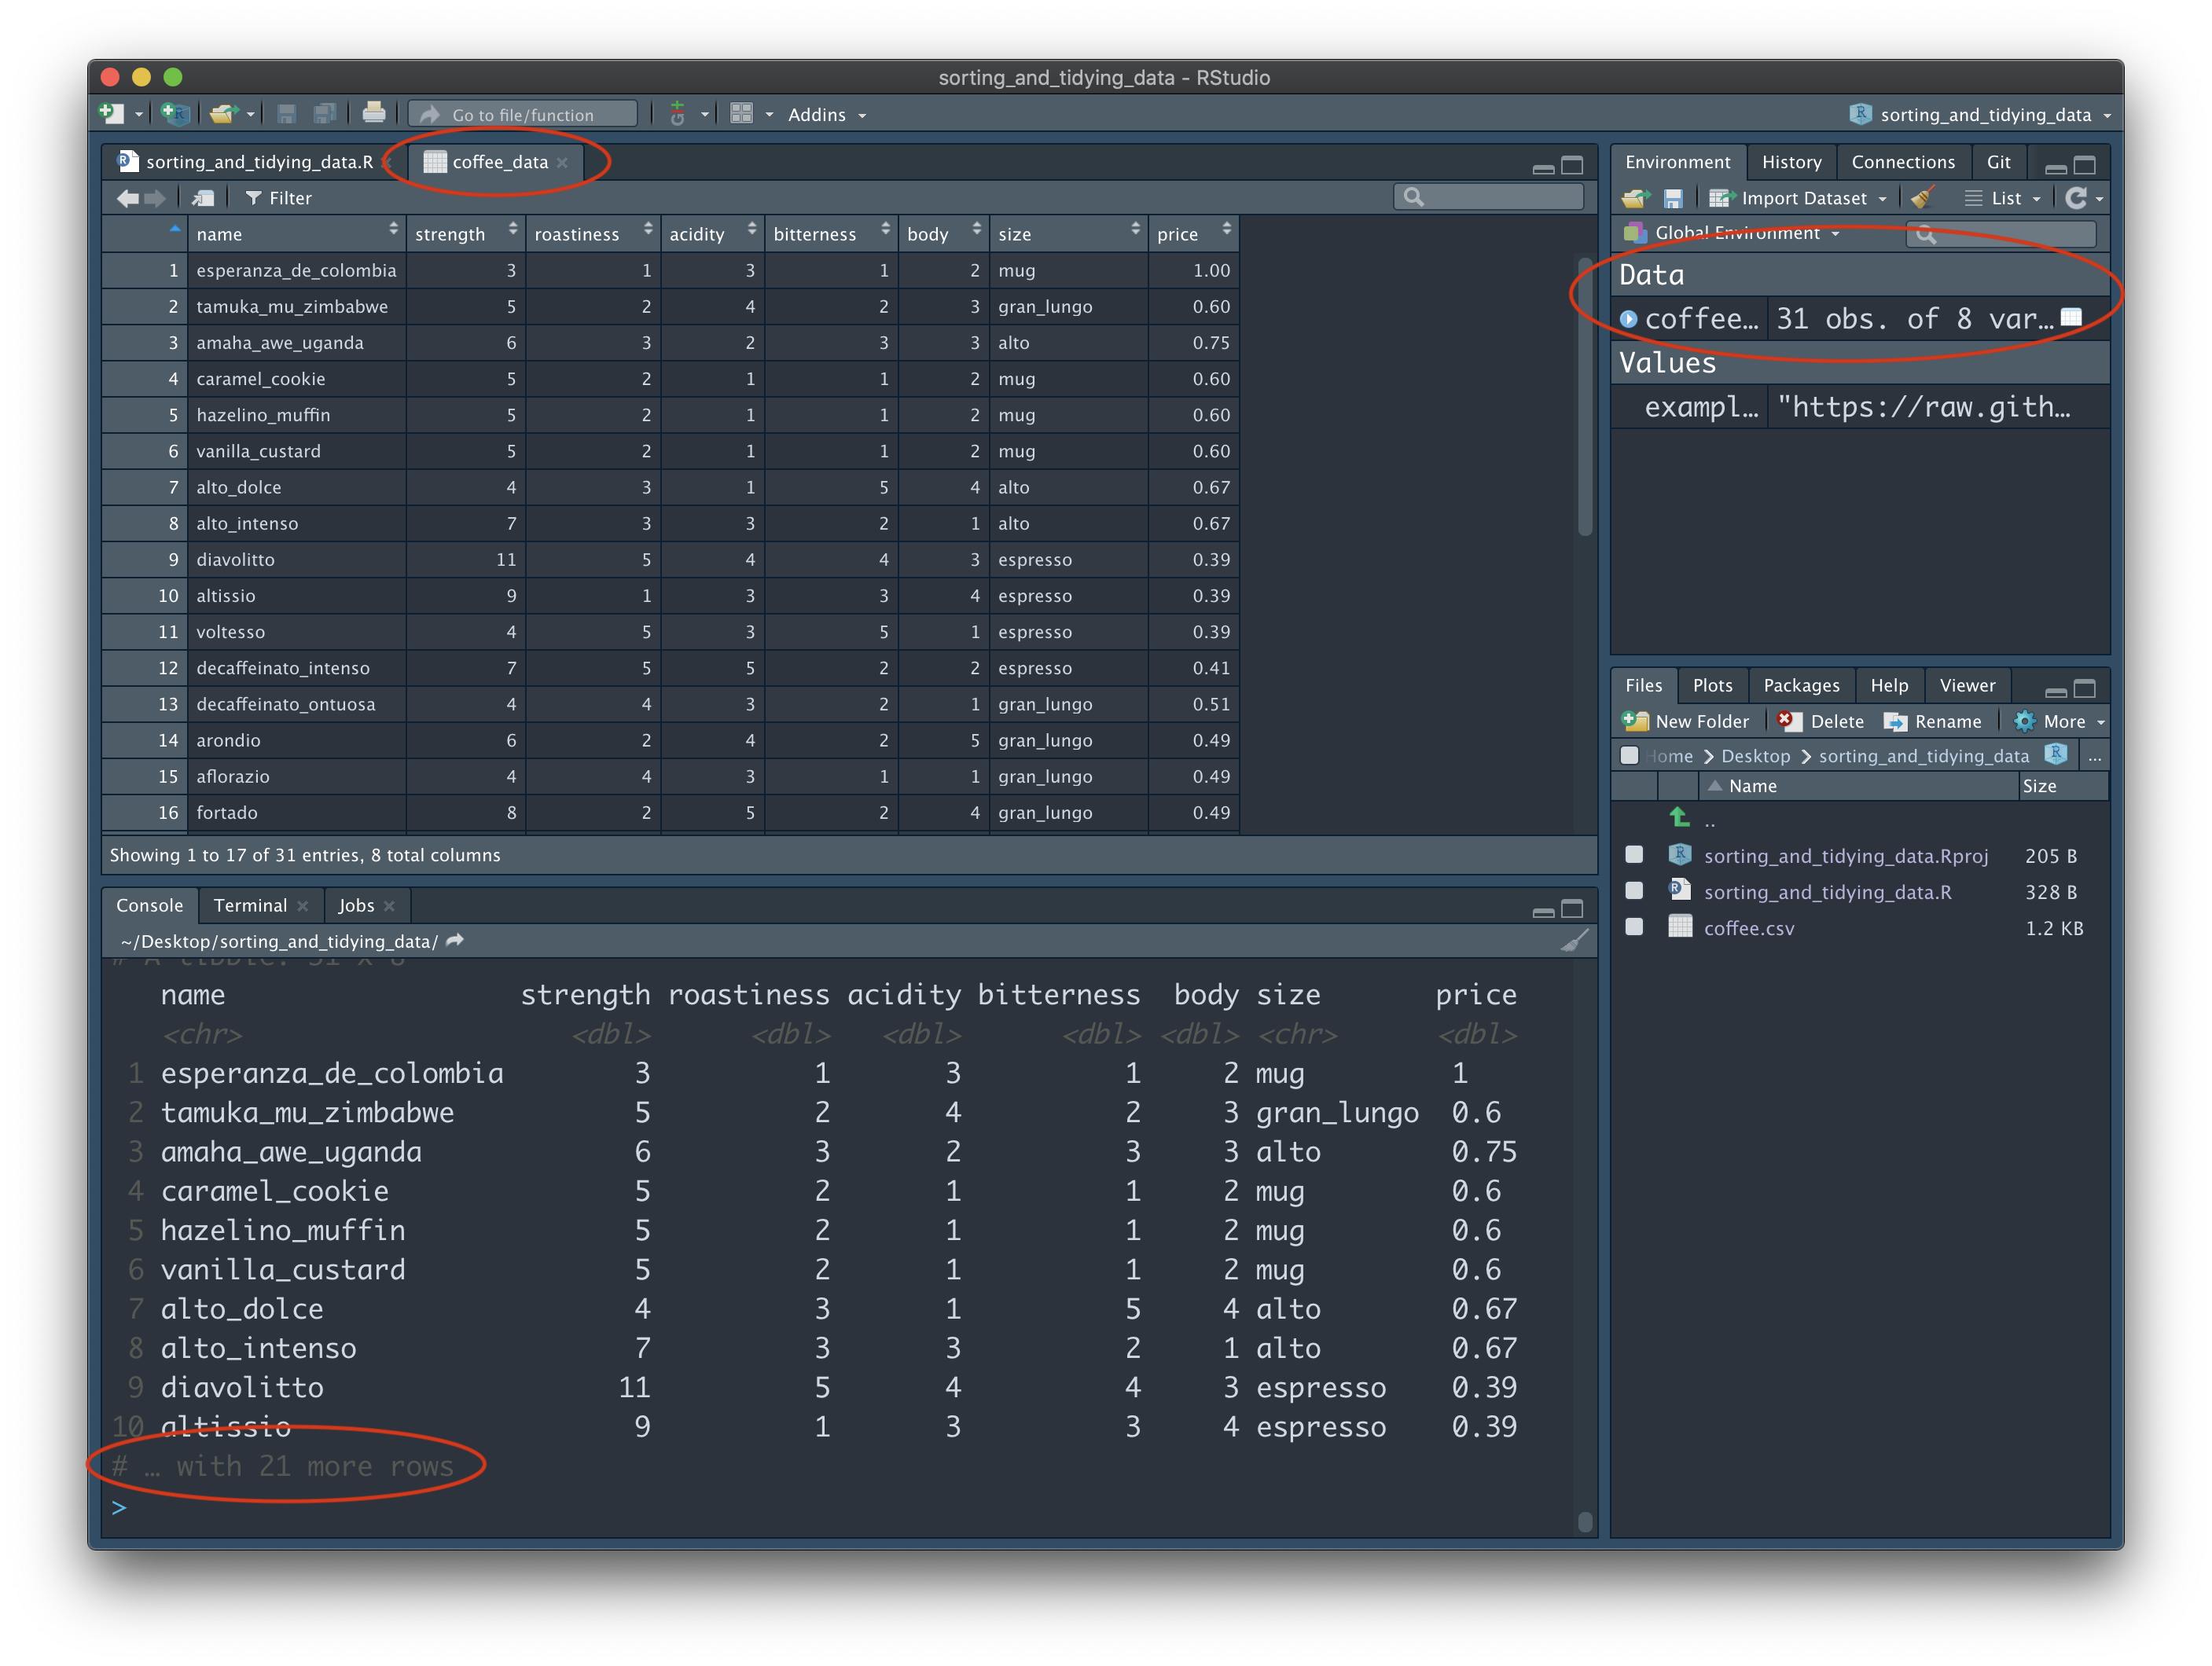 sorting_and_tidying_data - RStudio
Go to file/function
Addins
sorting_and_tidying_data
sorting_and_tidying_data.R
coffee_data
Filter
name strength roastiness acidity bitterness body size price
1 esperanza_de_colombia 3 1 3 1 2 mug 1.00
2 tamuka_mu_zimbabwe 5 2 4 2 3 gran_lungo 0.60
3 amaha_awe_uganda 6 3 2 3 3 alto 0.75
4 caramel_cookie 5 2 1 1 2 mug 0.60
5 hazelino_muffin 5 2 1 1 2 mug 0.60
6 vanilla_custard 5 2 1 1 2 mug 0.60
7 alto_dolce 4 3 1 5 4 alto 0.67
8 alto_intenso 7 3 3 2 1 alto 0.67
9 diavolitto 11 5 4 4 3 espresso 0.39
10 altissio 9 1 3 3 4 espresso 0.39
11 voltesso 4 5 3 5 1 espresso 0.39
12 decaffeinato_intenso 7 5 5 2 2 espresso 0.41
13 decaffeinato_ontuosa 4 4 3 2 1 gran_lungo 0.51
14 arondio 6 2 4 2 5 gran_lungo 0.49
15 aflorazio 4 4 3 1 1 gran_lungo 0.49
16 fortado 8 2 5 2 4 gran_lungo 0.49
Showing 1 to 17 of 31 entries, 8 total columns
Console Terminal Jobs
~/Desktop/sorting_and_tidying_data/
# A tibble: 31 x 8
name strength roastiness acidity bitterness body size price
<chr> <dbl> <dbl> <dbl> <dbl> <dbl> <chr> <dbl>
1 esperanza_de_colombia 3 1 3 1 2 mug 1
2 tamuka_mu_zimbabwe 5 2 4 2 3 gran_lungo 0.6
3 amaha_awe_uganda 6 3 2 3 3 alto 0.75
4 caramel_cookie 5 2 1 1 2 mug 0.6
5 hazelino_muffin 5 2 1 1 2 mug 0.6
6 vanilla_custard 5 2 1 1 2 mug 0.6
7 alto_dolce 4 3 1 5 4 alto 0.67
8 alto_intenso 7 3 3 2 1 alto 0.67
9 diavolitto 11 5 4 4 3 espresso 0.39
10 altissio 9 1 3 3 4 espresso 0.39
# … with 21 more rows
>
Environment History Connections Git
Import Dataset List
Global Environment
Data
coffee… 31 obs. of 8 var…
Values
exampl… "https://raw.gith…
Files Plots Packages Help Viewer
New Folder Delete Rename More
Home Desktop sorting_and_tidying_data ...
Name Size
..
sorting_and_tidying_data.Rproj 205 B
sorting_and_tidying_data.R 328 B
coffee.csv 1.2 KB